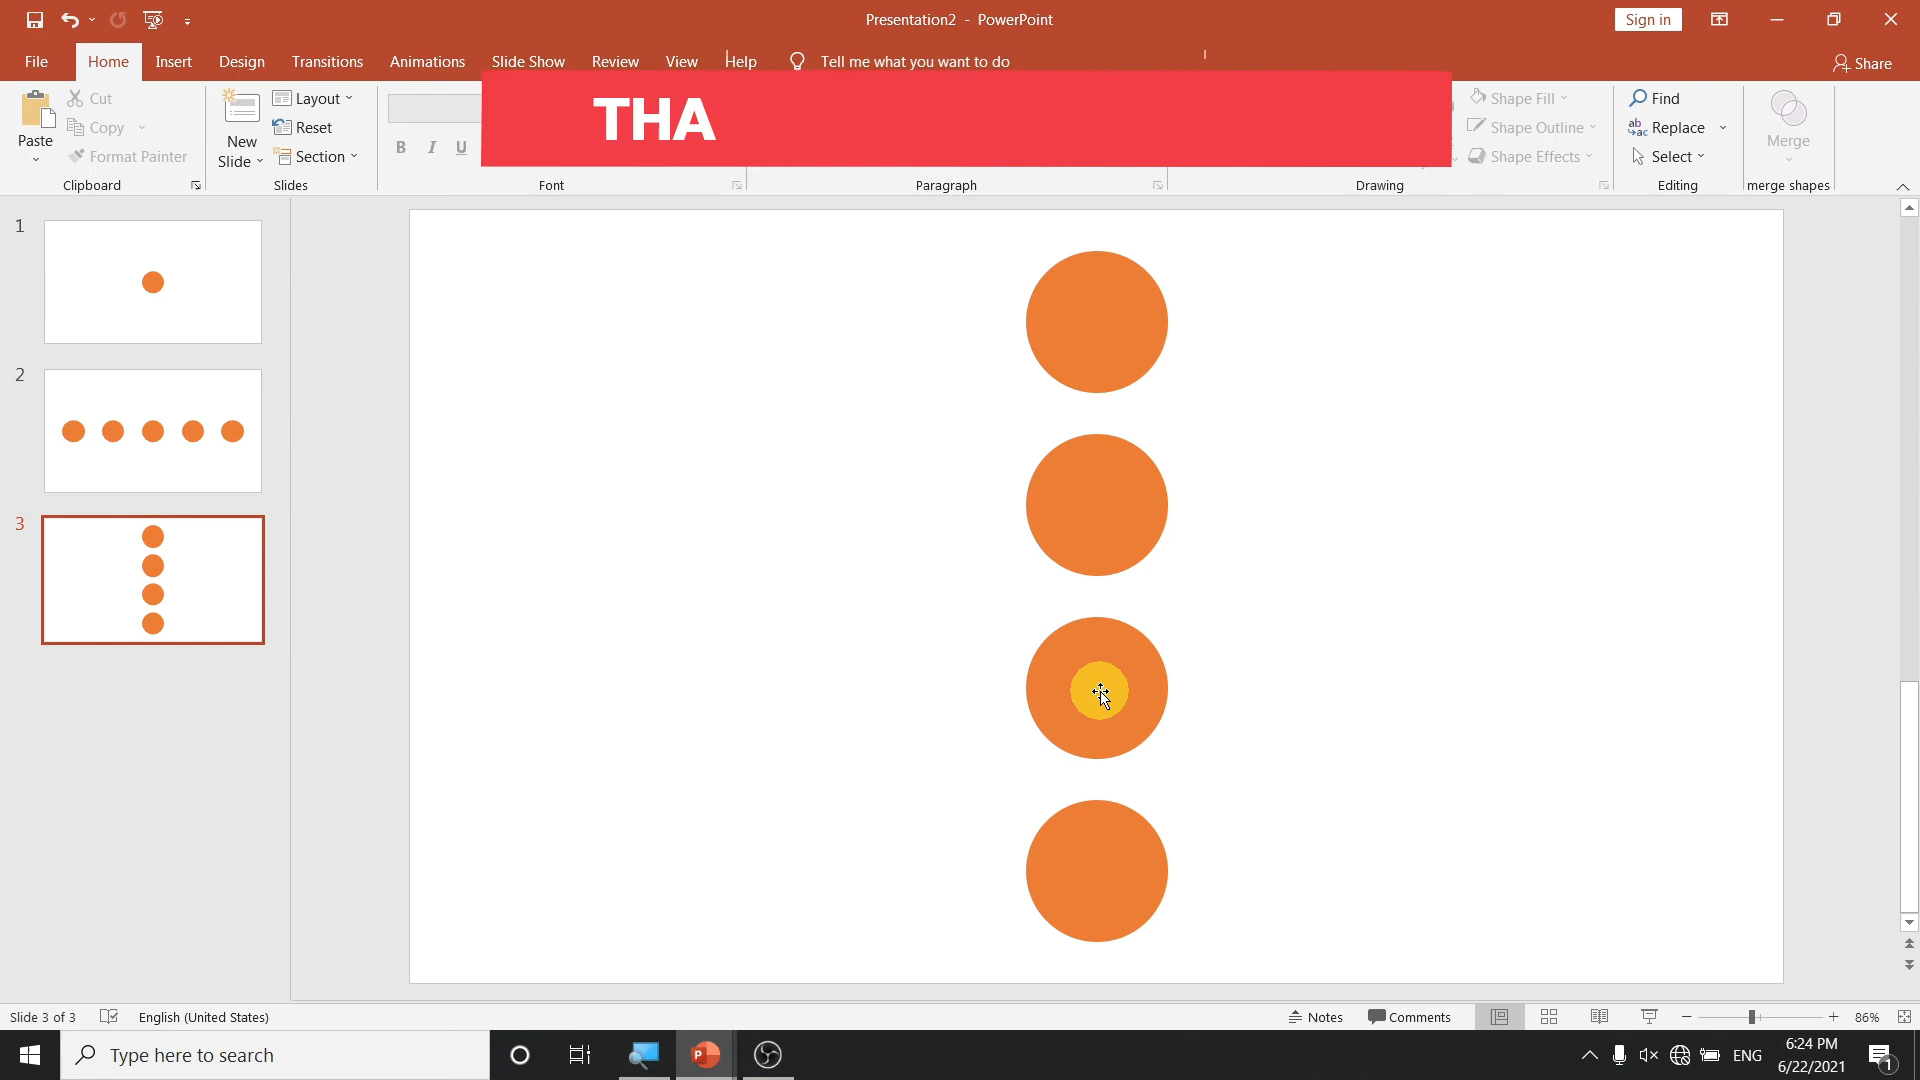 Presentation2 - PowerPoint
Sign in
File Home Insert Design Transitions Animations Slide Show Review View Help Tell me what you want to do
Share
THA
Paste
Cut
Copy
Format Painter
Clipboard
New Slide
Layout
Reset
Section
Slides
B I U
Font
Paragraph
Shape Fill
Shape Outline
Shape Effects
Drawing
Find
ab ac Replace
Select
Editing
Merge
merge shapes
1
2
3
Slide 3 of 3 English (United States)
Notes Comments 86%
Type here to search
P
ENG
6:24 PM
6/22/2021
1